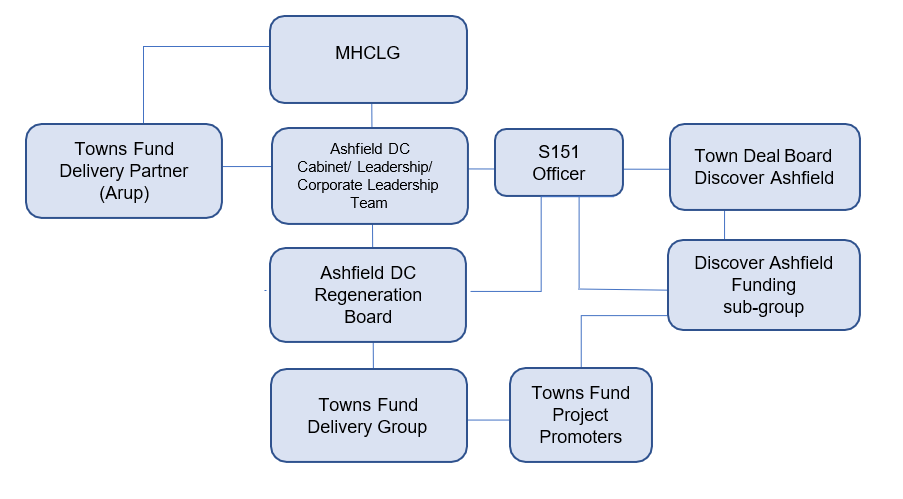 MHCLG
Towns Fund
Delivery Partner
(Arup)
Ashfield DC
Cabinet/ Leadership/
Corporate Leadership
Team
S151
Officer
Town Deal Board
Discover Ashfield
Ashfield DC
Regeneration
Board
Discover Ashfield
Funding
sub-group
Towns Fund
Delivery Group
Towns Fund
Project
Promoters